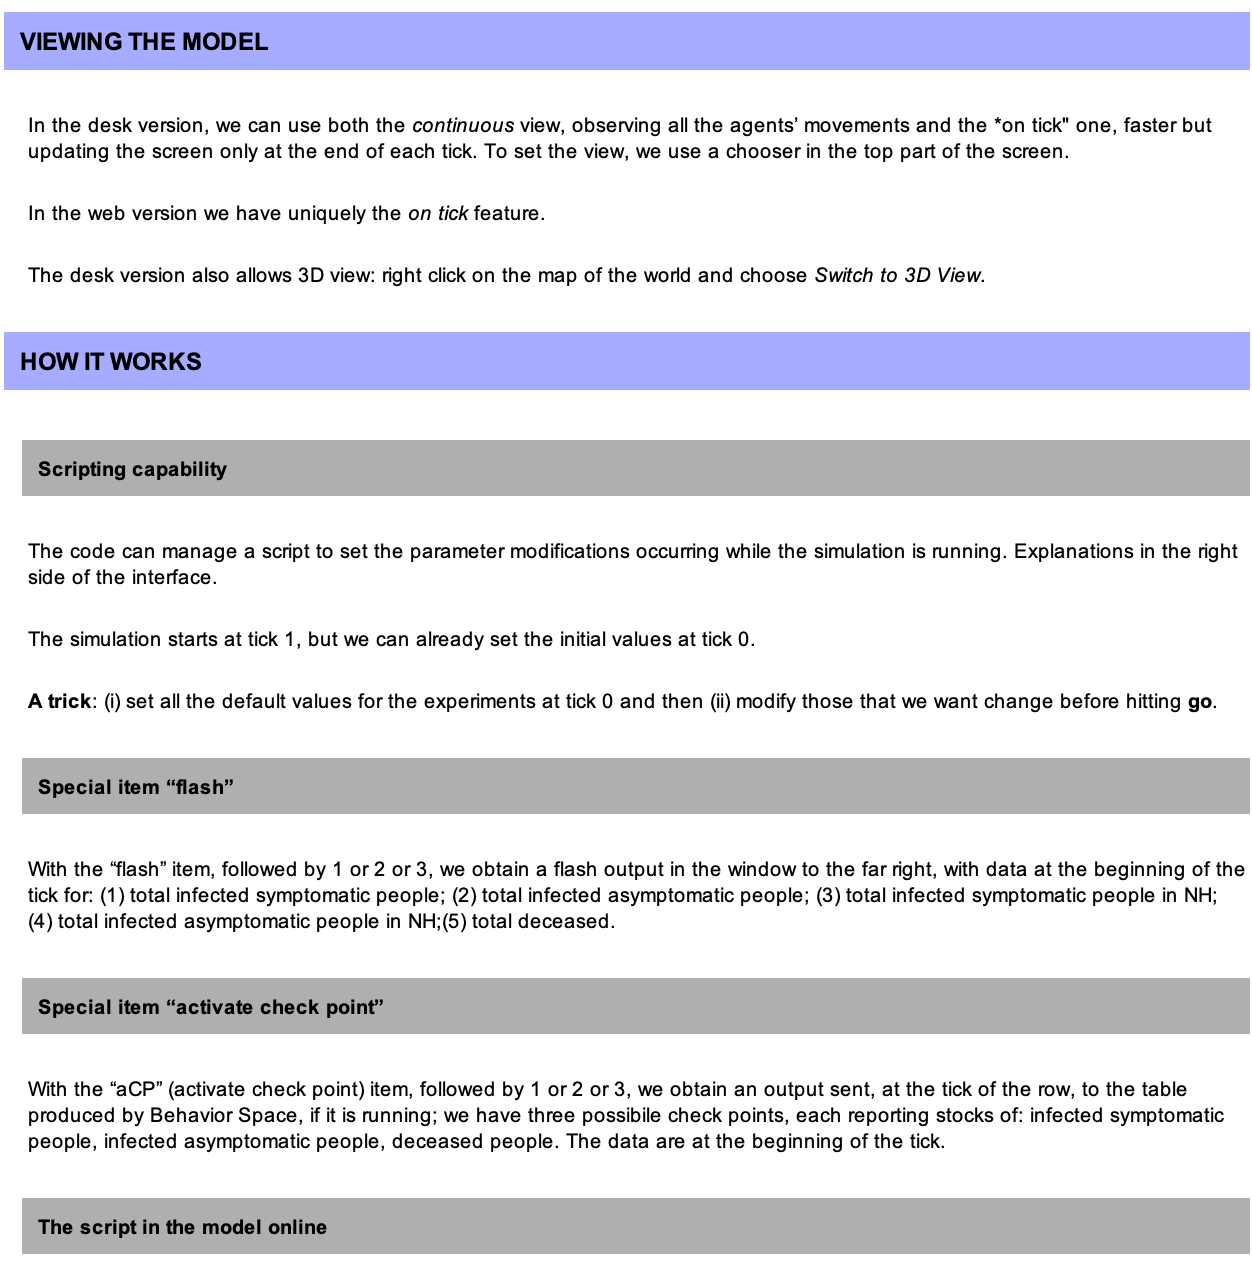 VIEWING THE MODEL
In the desk version, we can use both the continuous view, observing all the agents’ movements and the *on tick" one, faster but
updating the screen only at the end of each tick. To set the view, we use a chooser in the top part of the screen.
In the web version we have uniquely the on tick feature.
The desk version also allows 3D view: right click on the map of the world and choose Switch to 3D View.
HOW IT WORKS
Scripting capability
The code can manage a script to set the parameter modifications occurring while the simulation is running. Explanations in the right
side of the interface.
The simulation starts at tick 1, but we can already set the initial values at tick 0.
A trick: (i) set all the default values for the experiments at tick 0 and then (ii) modify those that we want change before hitting go.
Special item “flash”
With the “flash” item, followed by 1 or 2 or 3, we obtain a flash output in the window to the far right, with data at the beginning of the
tick for: (1) total infected symptomatic people; (2) total infected asymptomatic people; (3) total infected symptomatic people in NH;
(4) total infected asymptomatic people in NH;(5) total deceased.
Special item “activate check point”
With the “aCP” (activate check point) item, followed by 1 or 2 or 3, we obtain an output sent, at the tick of the row, to the table
produced by Behavior Space, if it is running; we have three possibile check points, each reporting stocks of: infected symptomatic
people, infected asymptomatic people, deceased people. The data are at the beginning of the tick.
The script in the model online